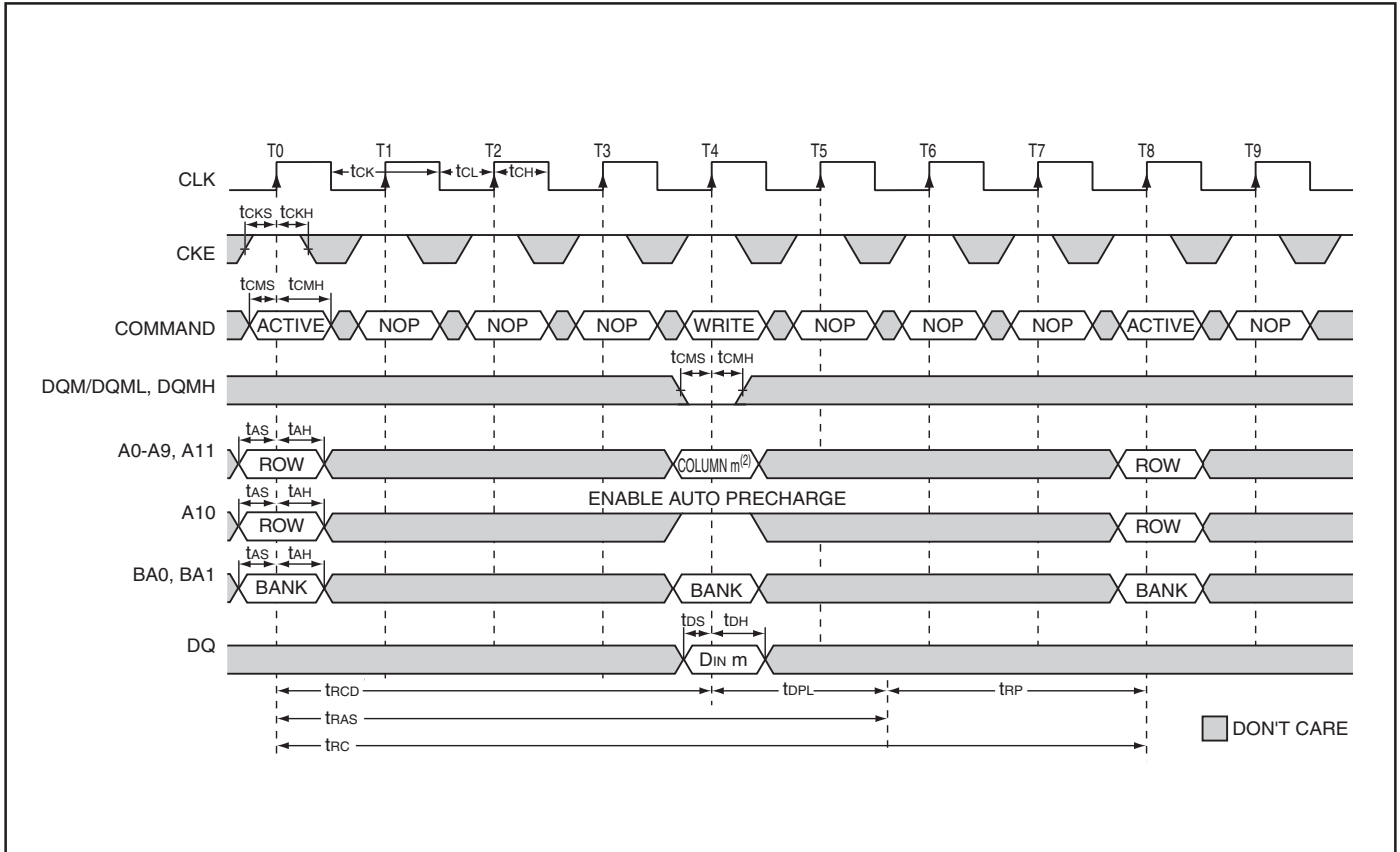 T0 T1 T2 T3 T4 T5 T6 T7 T8 T9
CLK tCK tCL tCH
tCKS tCKH
CKE
tCMS tCMH
COMMAND ACTIVE NOP NOP NOP WRITE NOP NOP NOP ACTIVE NOP
tCMS tCMH
DQM/DQML, DQMH
tAS tAH
A0-A9, A11 ROW COLUMN m(2) ROW
tAS tAH ENABLE AUTO PRECHARGE
A10 ROW ROW
tAS tAH
BA0, BA1 BANK BANK BANK
tDS tDH
DQ DIN m
tRCD tDPL tRP
tRAS
DON'T CARE
tRC